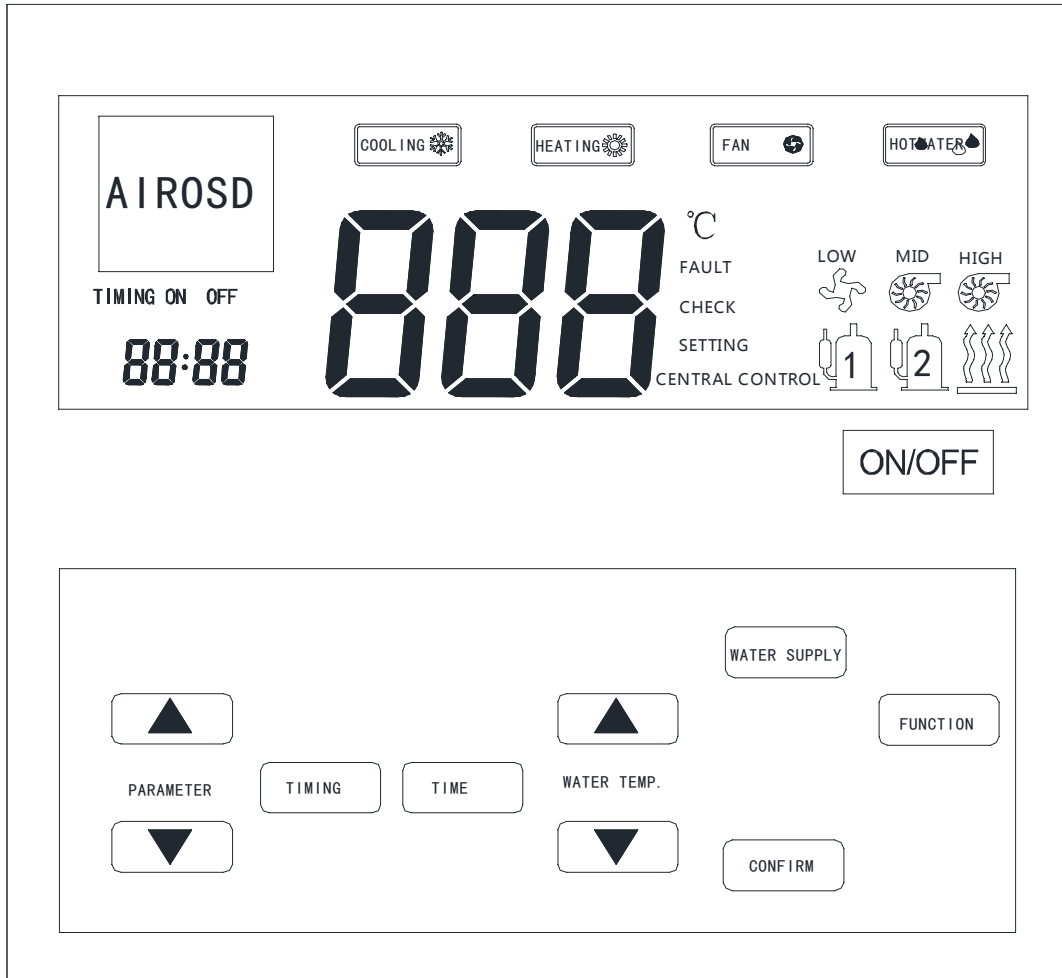 COOLING
HEATING
FAN
HOTWATER
AIROSD
888
℃
LOW
MID
HIGH
FAULT
TIMING ON OFF
CHECK
SETTING
88:88
CENTRAL CONTROL
1
2
ON/OFF
WATER SUPPLY
FUNCTION
PARAMETER
TIMING
TIME
WATER TEMP.
CONFIRM